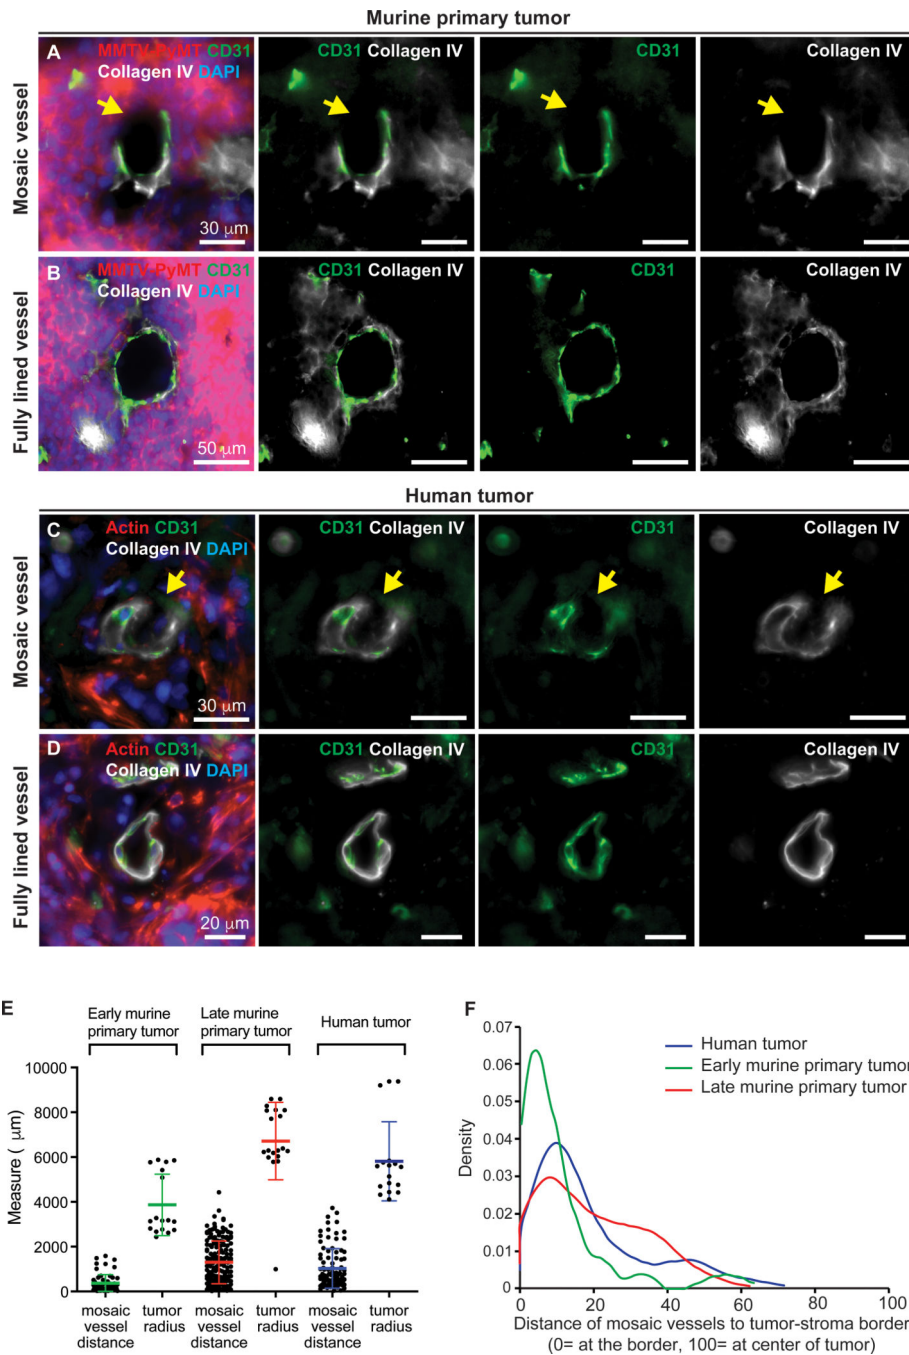 Murine primary tumor
Mosaic vessel
A
MMTV-PyMT CD31
Collagen IV DAPI
30 μm
CD31 Collagen IV
CD31
Collagen IV
Fully lined vessel
B
MMTV-PyMT CD31
Collagen IV DAPI
50 μm
CD31 Collagen IV
CD31
Collagen IV
Human tumor
Mosaic vessel
C
Actin CD31
Collagen IV DAPI
30 μm
CD31 Collagen IV
CD31
Collagen IV
Fully lined vessel
D
Actin CD31
Collagen IV DAPI
20 μm
CD31 Collagen IV
CD31
Collagen IV
E
Early murine
primary tumor
Late murine
primary tumor
Human tumor
Measure ( μm)
10000
8000
6000
4000
2000
0
mosaic
vessel
distance
tumor
radius
mosaic
vessel
distance
tumor
radius
mosaic
vessel
distance
tumor
radius
F
Density
0.07
0.06
0.05
0.04
0.03
0.02
0.01
0
Human tumor
Early murine primary tumor
Late murine primary tumor
0 20 40 60 80 100
Distance of mosaic vessels to tumor-stroma border
(0= at the border, 100= at center of tumor)